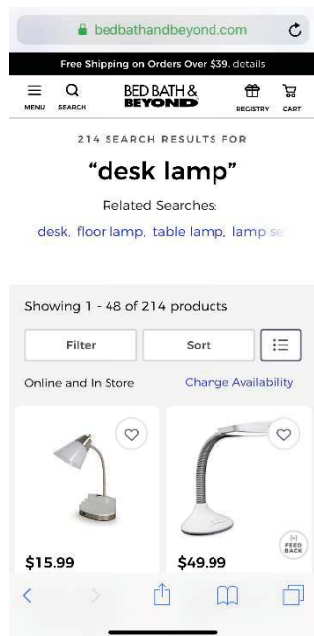 bedbathandbeyond.com
Free Shipping on Orders Over $39. details
MENU
SEARCH
BED BATH &
BEYOND
REGISTRY
CART
214 SEARCH RESULTS FOR
“desk lamp”
Related Searches:
desk, floor lamp, table lamp, lamp se
Showing 1 - 48 of 214 products
Filter
Sort
Online and In Store
Change Availability
[+]
FEED
BACK
$15.99
$49.99